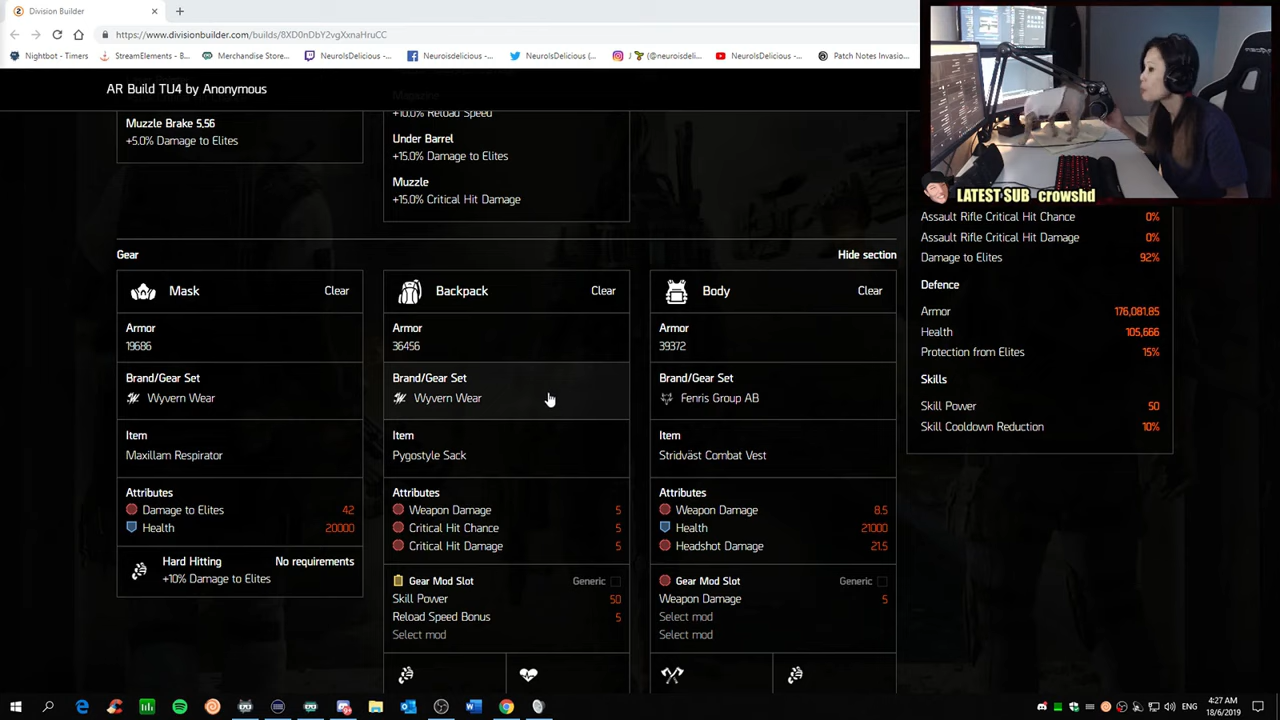 Division Builder
https://www.divisionbuilder.com/
Nightbot - Timers
StreamElements - B...
Merchandise se
Delicious -...
Neuroisdelicious -...
NeuroIsDelicious (...
(@neuroisdeli...
NeuroIsDelicious -...
Patch Notes Invasio...
AR Build TU4 by Anonymous
Muzzle Brake 5,56
+5.0% Damage to Elites
+10.0% Reload Speed
Under Barrel
+15.0% Damage to Elites
Muzzle
+15.0% Critical Hit Damage
LATEST SUB crowshd
Gear
Hide section
Mask
Clear
Armor
19686
Brand/Gear Set
Wyvern Wear
Item
Maxillam Respirator
Attributes
Damage to Elites 42
Health 20000
Hard Hitting No requirements
+10% Damage to Elites
Backpack
Clear
Armor
36456
Brand/Gear Set
Wyvern Wear
Item
Pygostyle Sack
Attributes
Weapon Damage 5
Critical Hit Chance 5
Critical Hit Damage 5
Gear Mod Slot Generic
Skill Power 50
Reload Speed Bonus 5
Select mod
Body
Clear
Armor
39372
Brand/Gear Set
Fenris Group AB
Item
Stridväst Combat Vest
Attributes
Weapon Damage 8.5
Health 21000
Headshot Damage 21.5
Gear Mod Slot Generic
Weapon Damage 5
Select mod
Select mod
Assault Rifle Critical Hit Chance 0%
Assault Rifle Critical Hit Damage 0%
Damage to Elites 92%
Defence
Armor 176,081,85
Health 105,666
Protection from Elites 15%
Skills
Skill Power 50
Skill Cooldown Reduction 10%
ENG
4:27 AM
18/6/2019